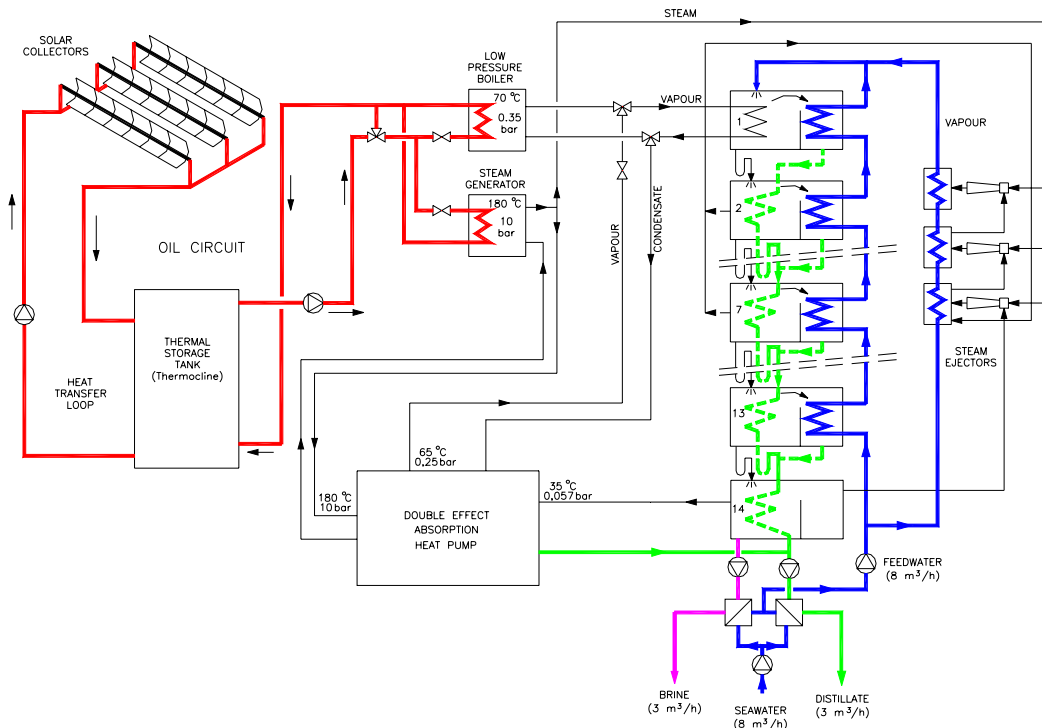 STEAM
SOLAR
COLLECTORS
LOW
PRESSURE
BOILER
70 °C
0.35
bar
VAPOUR
1
VAPOUR
STEAM
GENERATOR
180 °C
10
bar
2
VAPOUR
CONDENSATE
OIL CIRCUIT
7
THERMAL
STORAGE
TANK
(Thermocline)
STEAM
EJECTORS
HEAT
TRANSFER
LOOP
13
65 °C
0,25 bar
180 °C
10bar
35 °C
0,057bar
14
DOUBLE EFFECT
ABSORPTION
HEAT PUMP
FEEDWATER
(8 m³/h)
BRINE
(3 m³/h)
SEAWATER
(8 m³/h)
DISTILLATE
(3 m³/h)